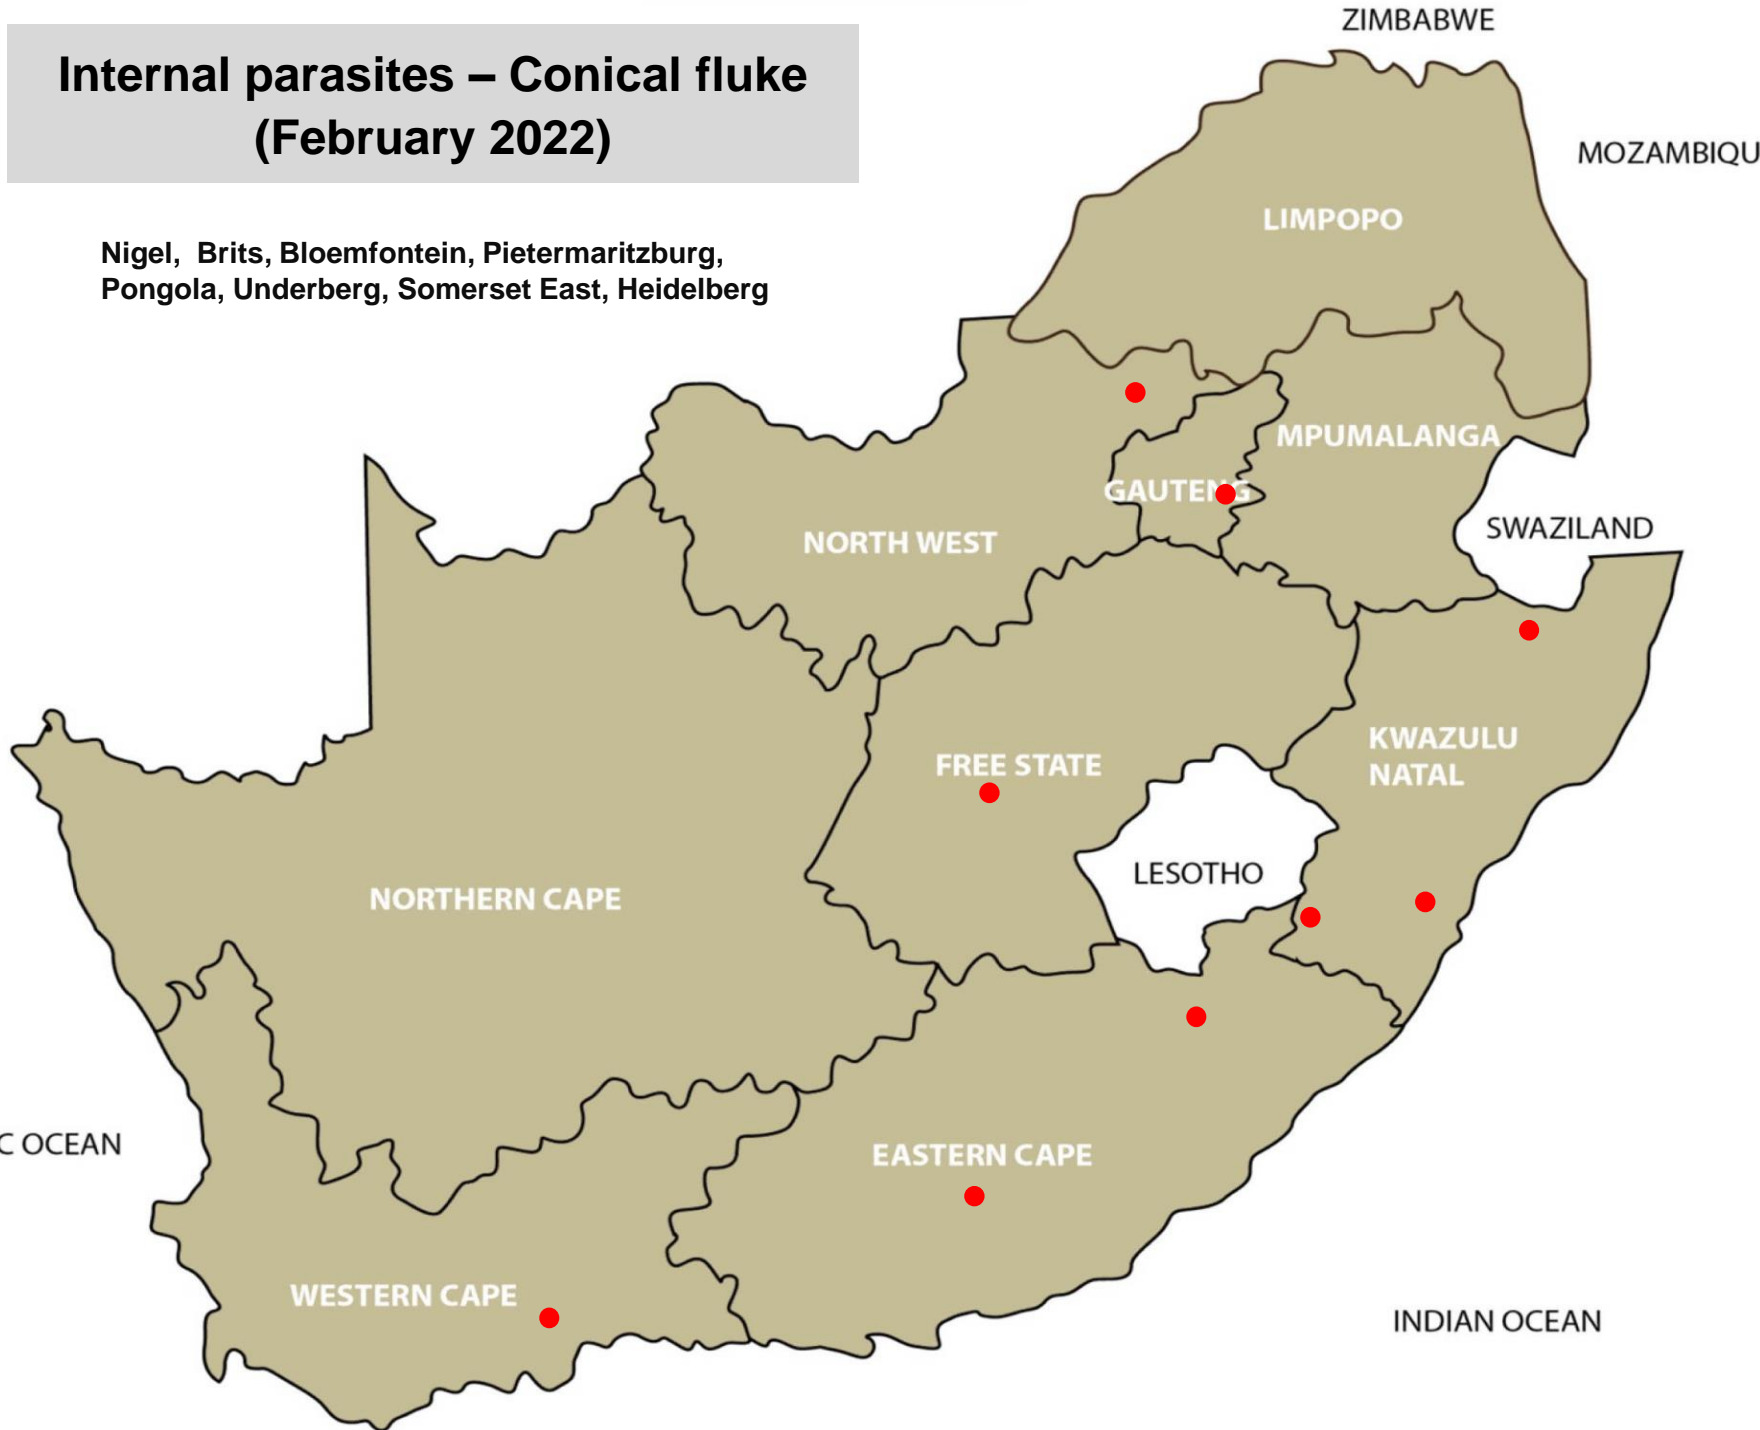 Internal parasites – Conical fluke
(February 2022)
Nigel,  Brits, Bloemfontein, Pietermaritzburg,
Pongola, Underberg, Somerset East, Heidelberg
ZIMBABWE
MOZAMBIQU
LIMPOPO
MPUMALANGA
GAUTENG
NORTH WEST
SWAZILAND
KWAZULU
NATAL
FREE STATE
LESOTHO
NORTHERN CAPE
C OCEAN
EASTERN CAPE
WESTERN CAPE
INDIAN OCEAN